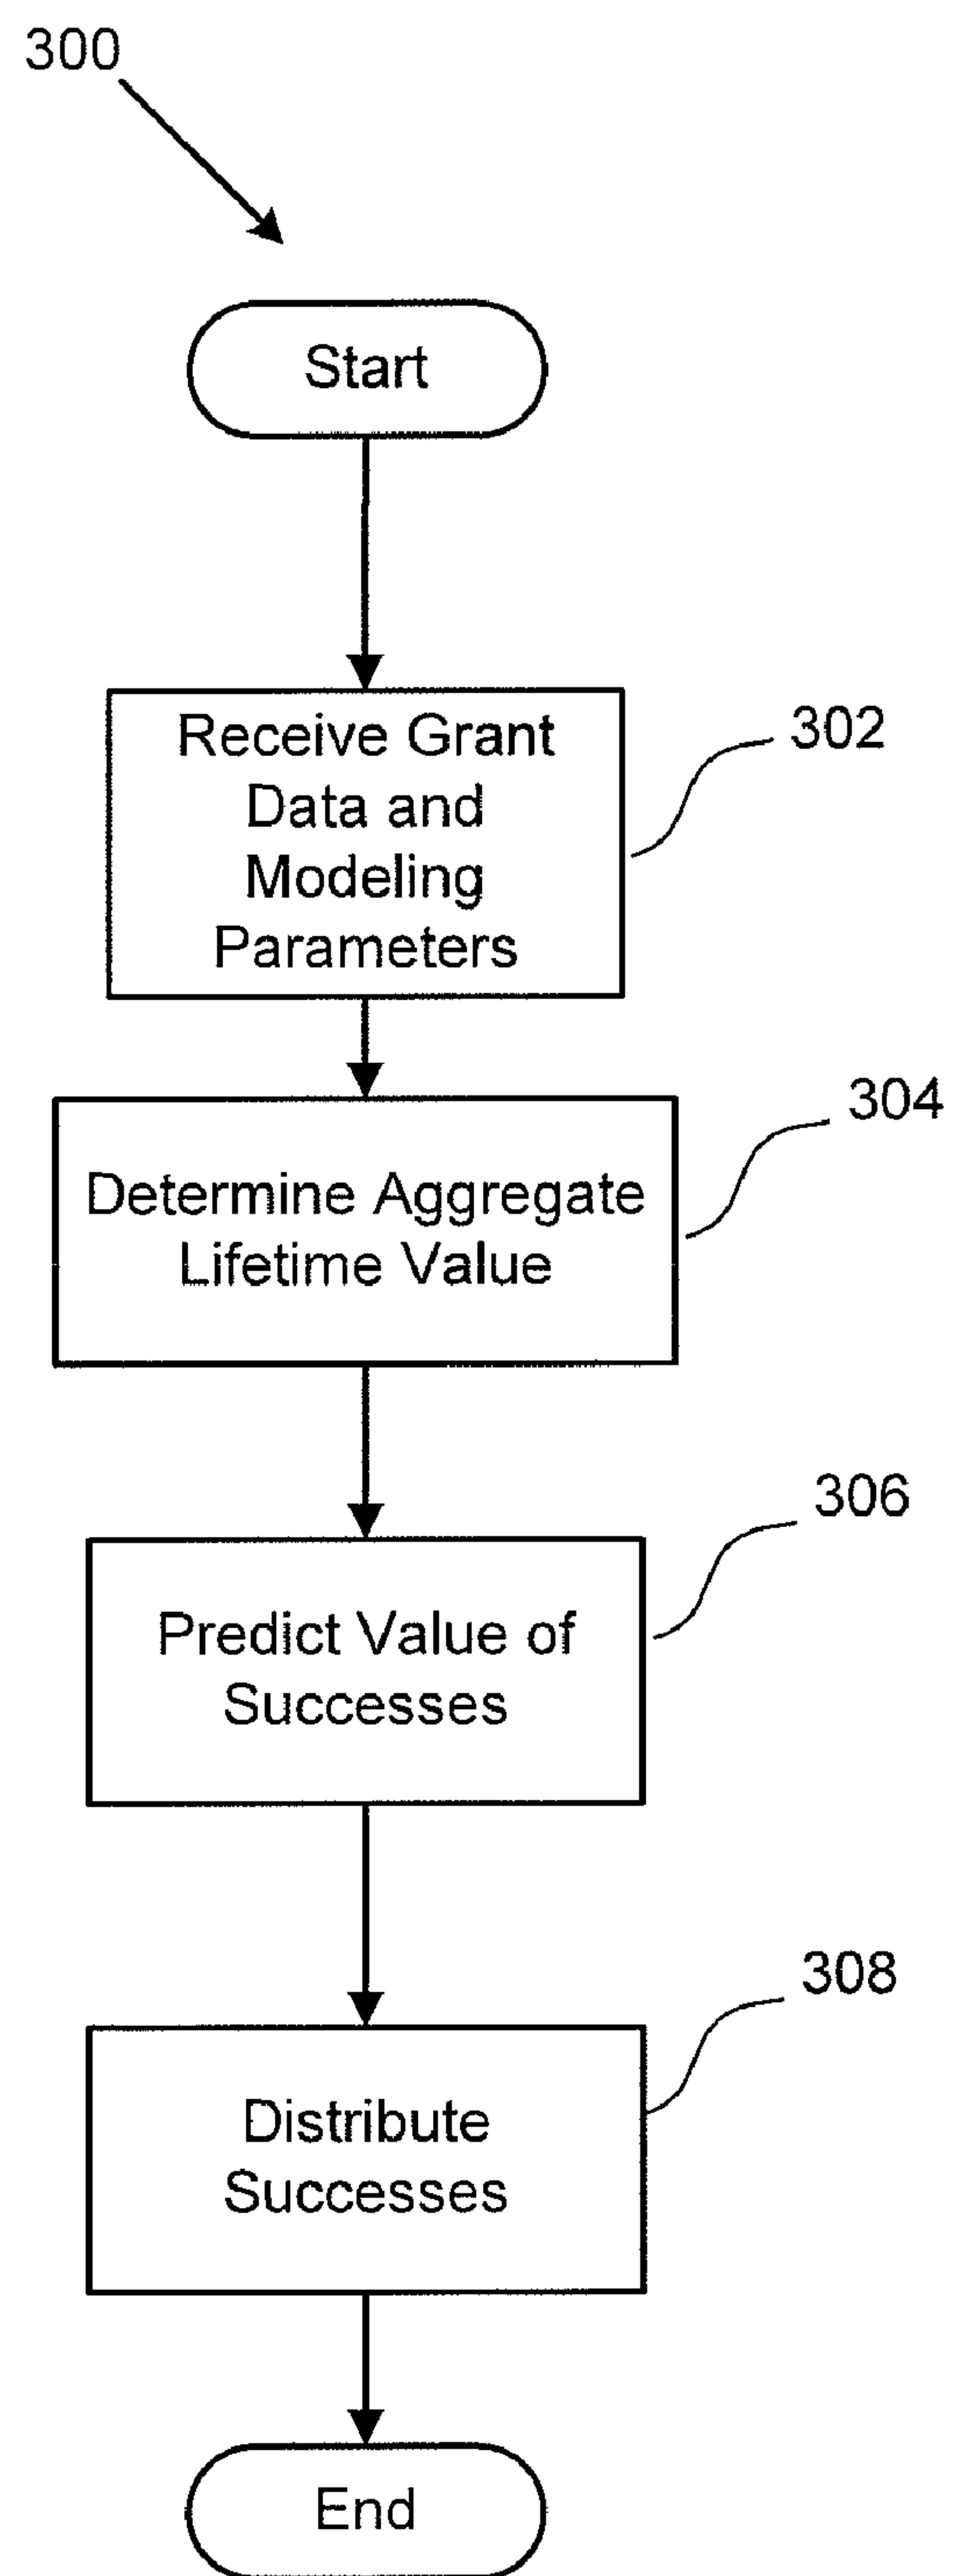 300
Start
Receive Grant
Data and
Modeling
Parameters
302
Determine Aggregate
Lifetime Value
304
Predict Value of
Successes
306
Distribute
Successes
308
End